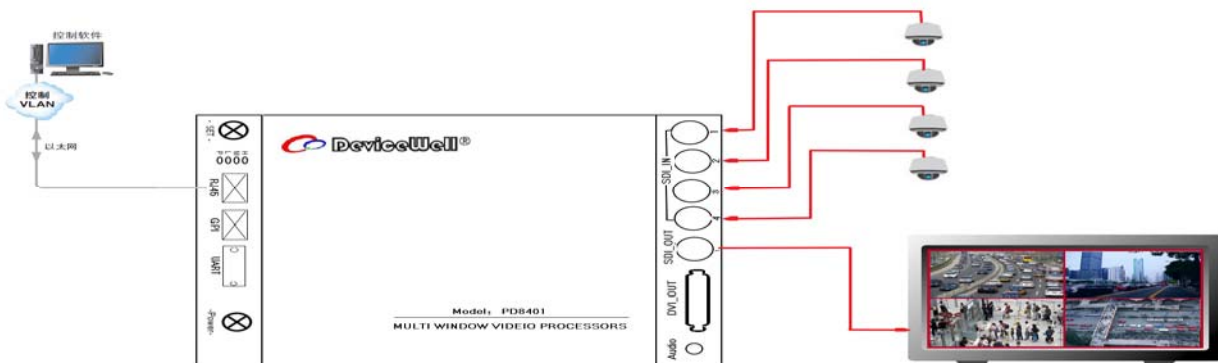 控制软件
控制
VLAN
以太网
- SET -
P L M H
RJ45
GPI
UART
-Power-
DeviceWell®
Model: PD8401
MULTI WINDOW VIDEIO PROCESSORS
SDI_IN
1
2
3
4
SDI_OUT
1
DVI_OUT
Audio